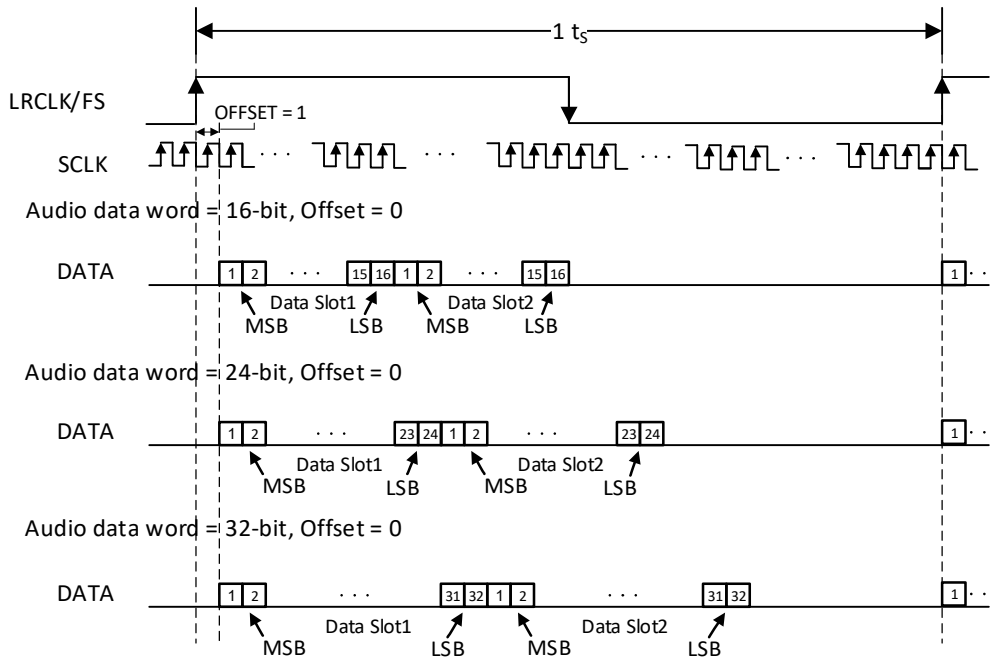 1 tS
LRCLK/FS
OFFSET = 1
SCLK
Audio data word = 16-bit, Offset = 0
DATA 1 2 · · · 15 16 1 2 · · · 15 16 1 · ·
Data Slot1 Data Slot2
MSB LSB MSB LSB
Audio data word = 24-bit, Offset = 0
DATA 1 2 · · · 23 24 1 2 · · · 23 24 1 · ·
Data Slot1 Data Slot2
MSB LSB MSB LSB
Audio data word = 32-bit, Offset = 0
DATA 1 2 · · · 31 32 1 2 · · · 31 32 1 · ·
Data Slot1 Data Slot2
MSB LSB MSB LSB